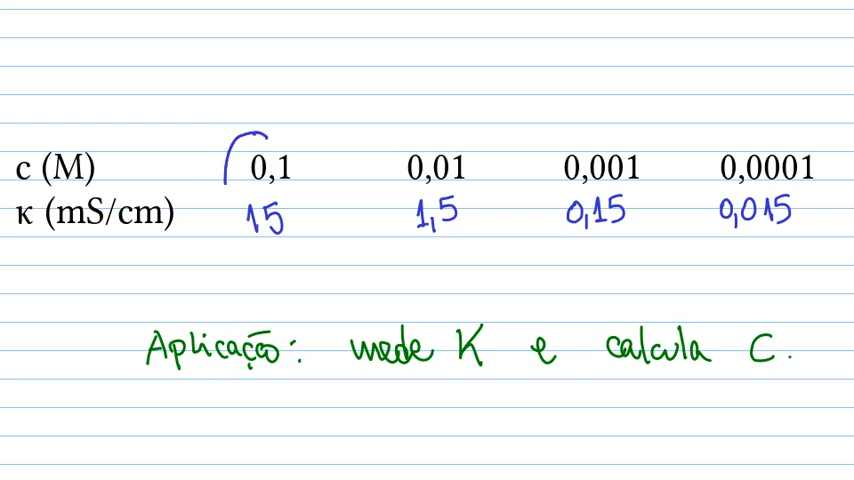 c (M) 0,1 0,01 0,001 0,0001
κ (mS/cm) 15 1,5 0,15 0,015
Aplicação: mede K e calcula C.